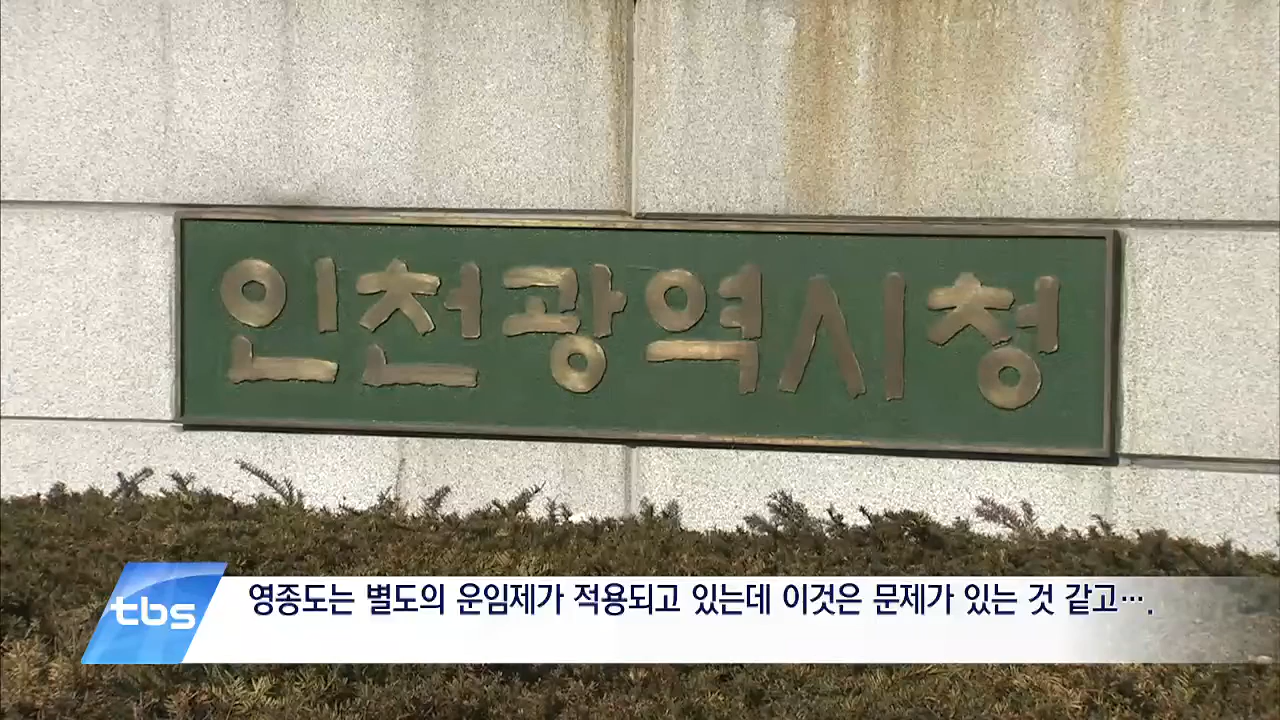 인천광역시청
tbs
영종도는 별도의 운임제가 적용되고 있는데 이것은 문제가 있는 것 같고….